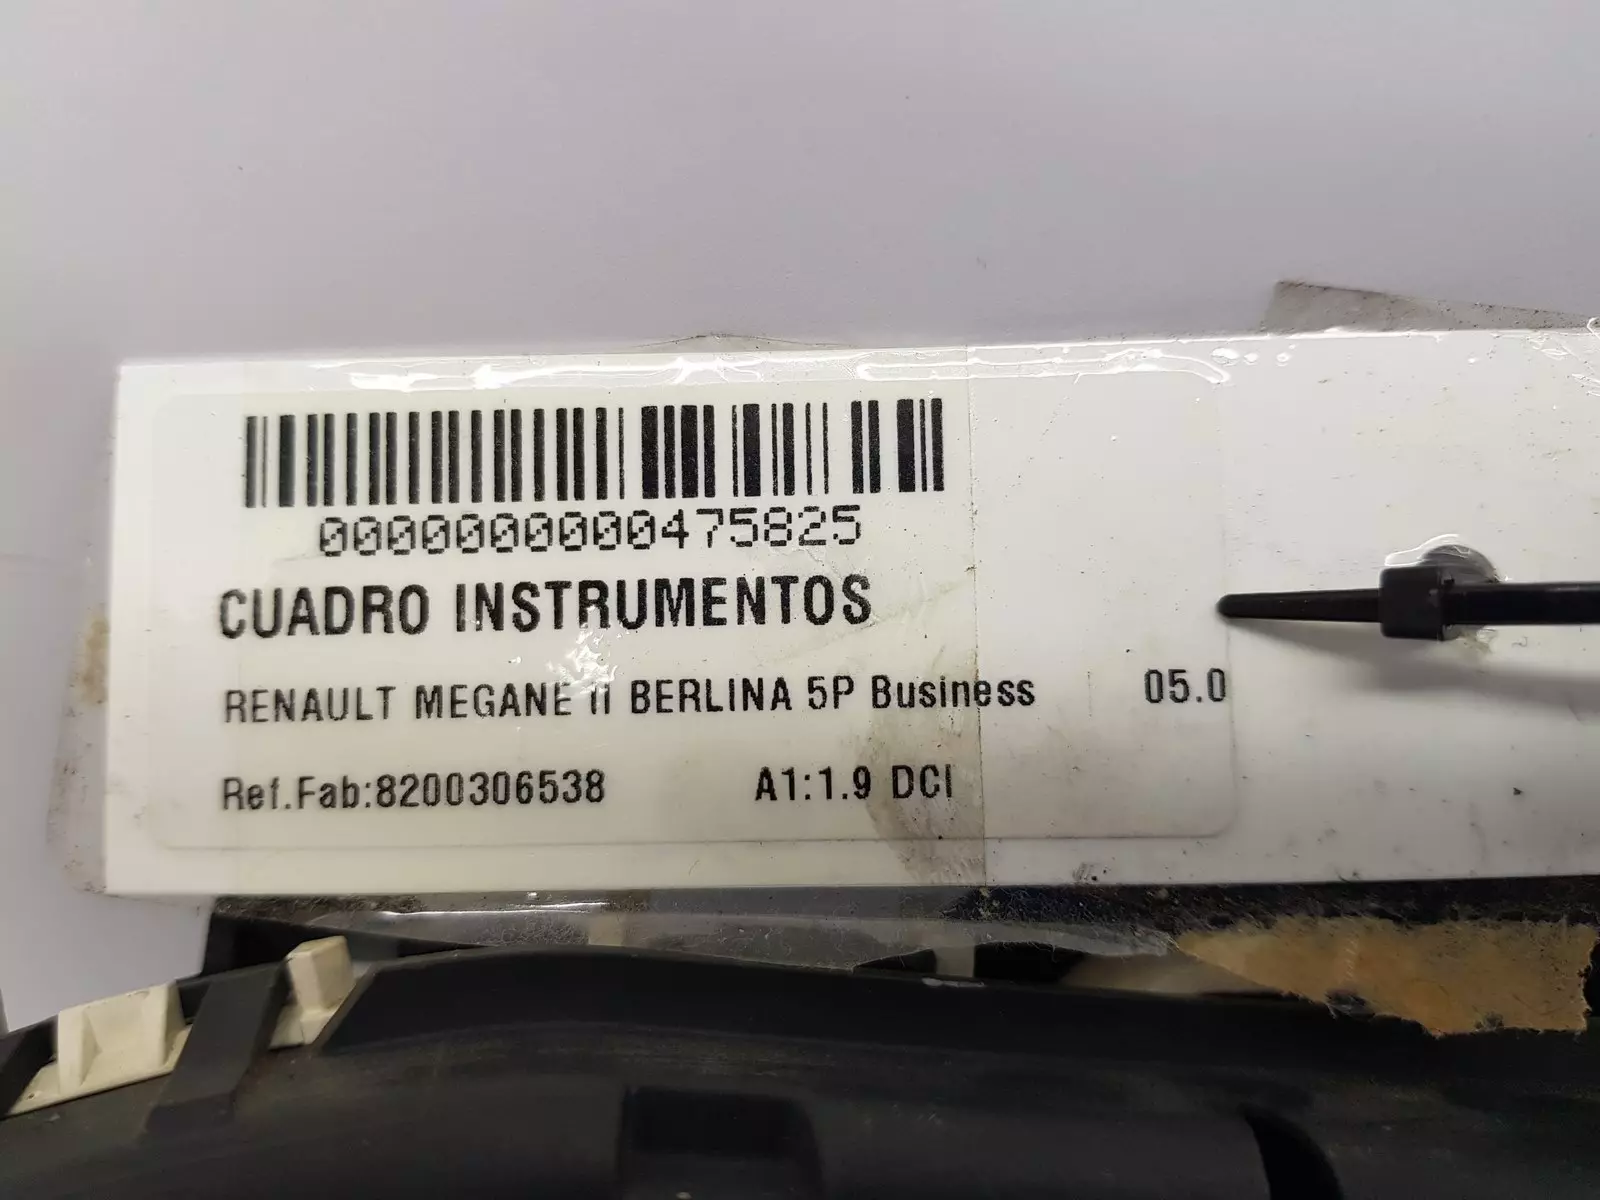 0000000000475825
CUADRO INSTRUMENTOS
RENAULT MEGANE II BERLINA 5P Business 05.0
Ref.Fab:8200306538 A1:1.9 DCI